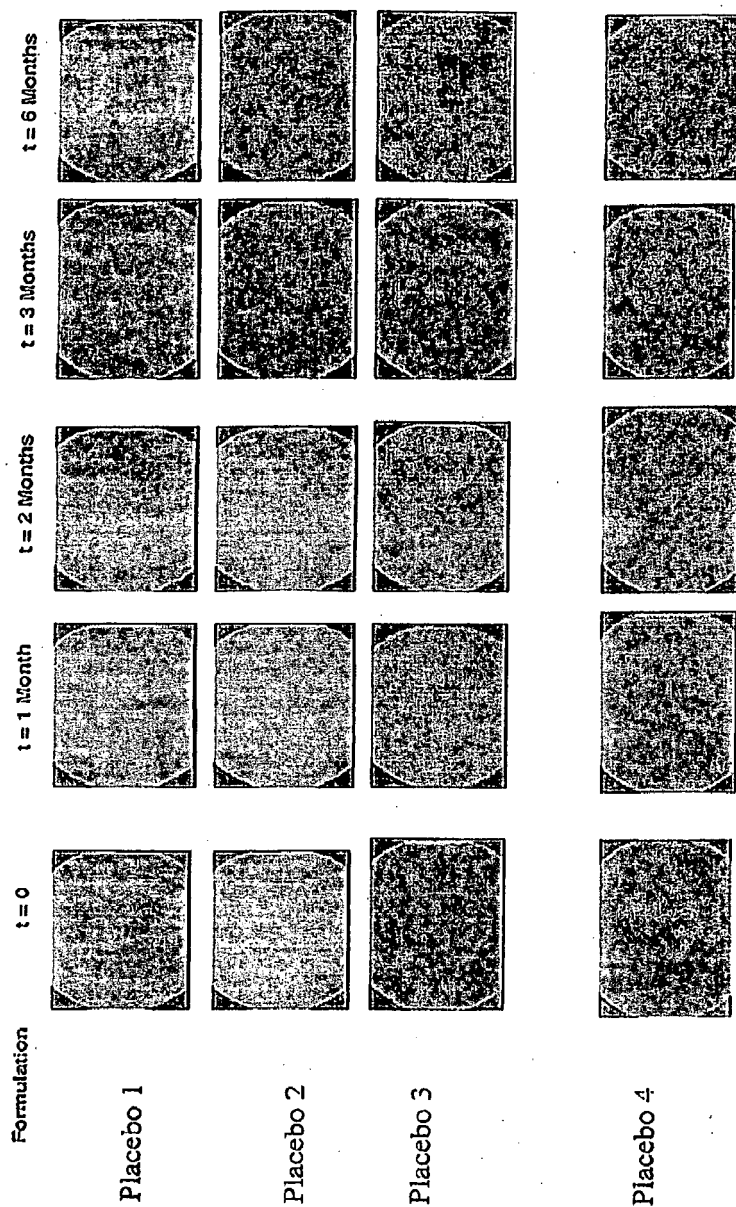 Formulation t = 0 t = 1 Month t = 2 Months t = 3 Months t = 6 Months
Placebo 1
Placebo 2
Placebo 3
Placebo 4